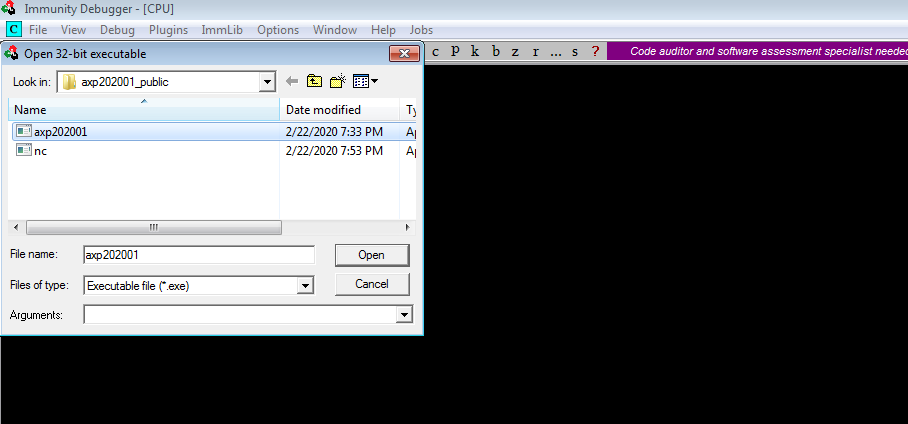 Immunity Debugger - [CPU]
C File View Debug Plugins ImmLib Options Window Help Jobs
Open 32-bit executable
c p k b z r ... s ? Code auditor and software assessment specialist needed
Look in: axp202001_public
Name Date modified Ty
axp202001 2/22/2020 7:33 PM Ap
nc 2/22/2020 7:53 PM Ap
File name: axp202001 Open
Files of type: Executable file (*.exe) Cancel
Arguments: